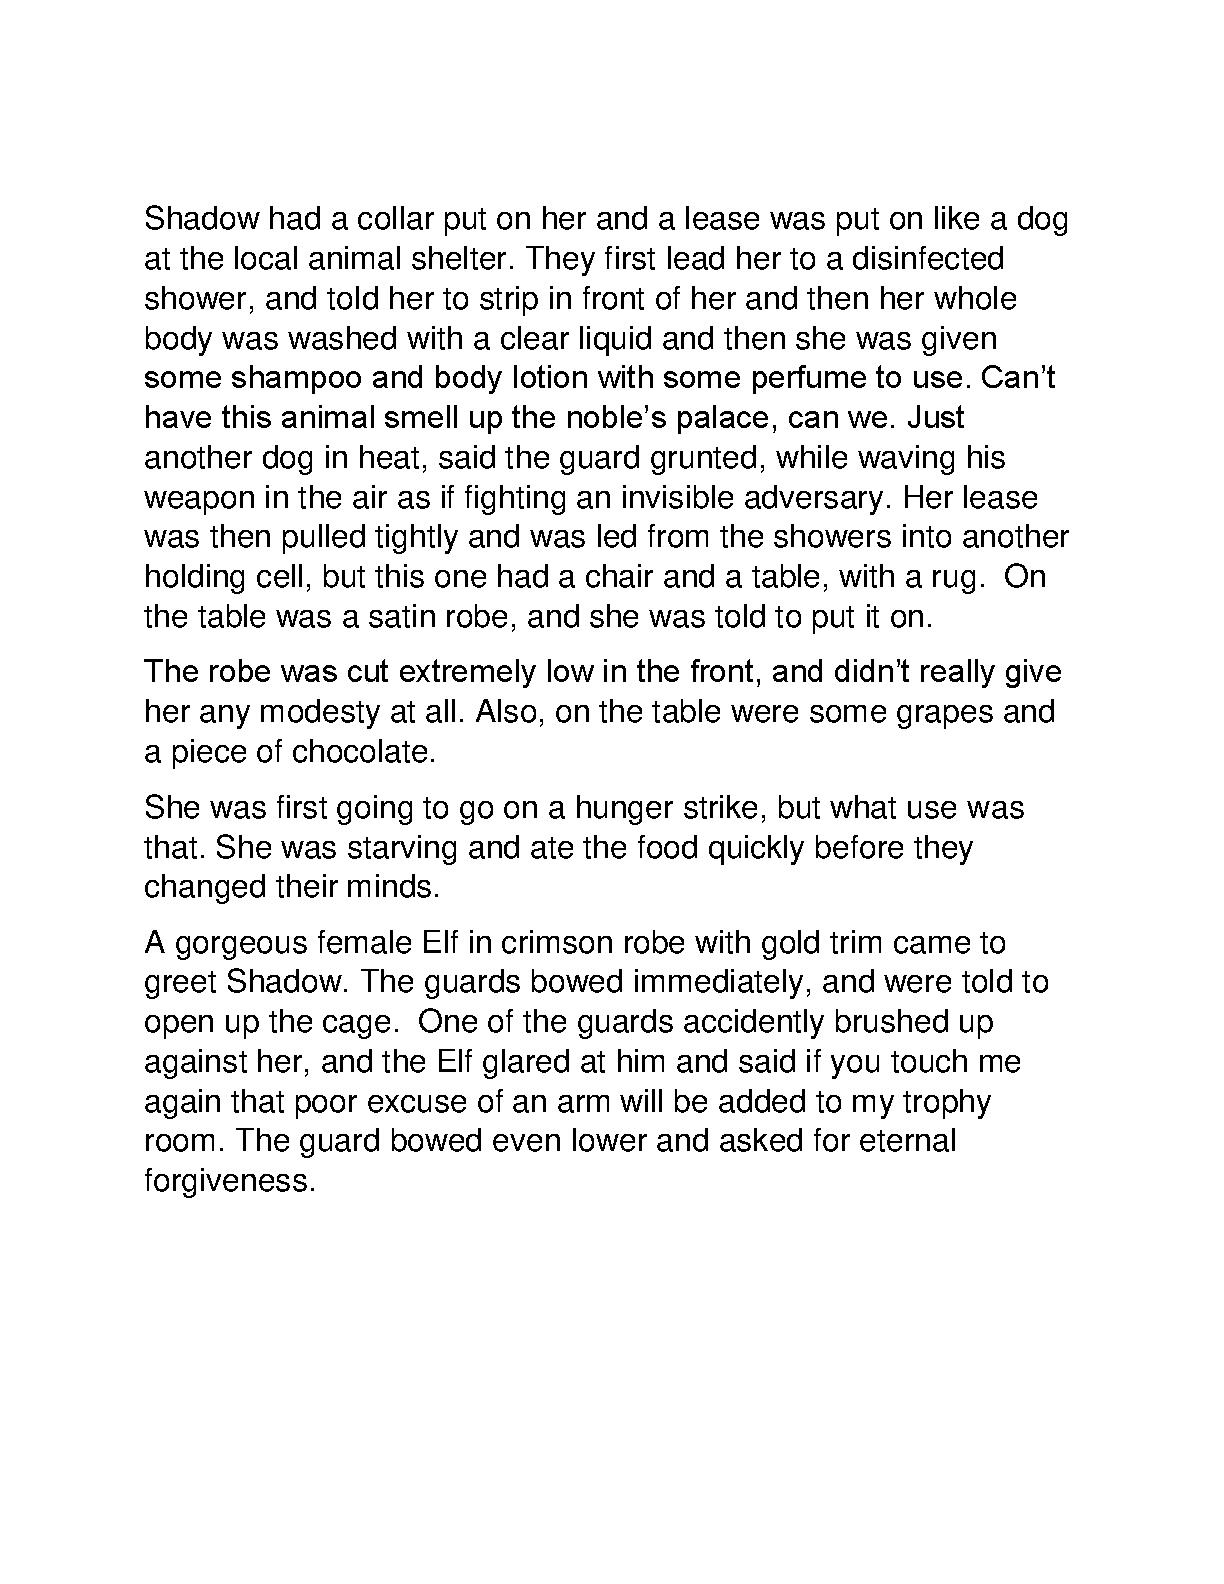 Shadow had a collar put on her and a lease was put on like a dog
at the local animal shelter. They first lead her to a disinfected
shower, and told her to strip in front of her and then her whole
body was washed with a clear liquid and then she was given
some shampoo and body lotion with some perfume to use. Can’t
have this animal smell up the noble’s palace, can we. Just
another dog in heat, said the guard grunted, while waving his
weapon in the air as if fighting an invisible adversary. Her lease
was then pulled tightly and was led from the showers into another
holding cell, but this one had a chair and a table, with a rug.  On
the table was a satin robe, and she was told to put it on.
The robe was cut extremely low in the front, and didn’t really give
her any modesty at all. Also, on the table were some grapes and
a piece of chocolate.
She was first going to go on a hunger strike, but what use was
that. She was starving and ate the food quickly before they
changed their minds.
A gorgeous female Elf in crimson robe with gold trim came to
greet Shadow. The guards bowed immediately, and were told to
open up the cage.  One of the guards accidently brushed up
against her, and the Elf glared at him and said if you touch me
again that poor excuse of an arm will be added to my trophy
room. The guard bowed even lower and asked for eternal
forgiveness.